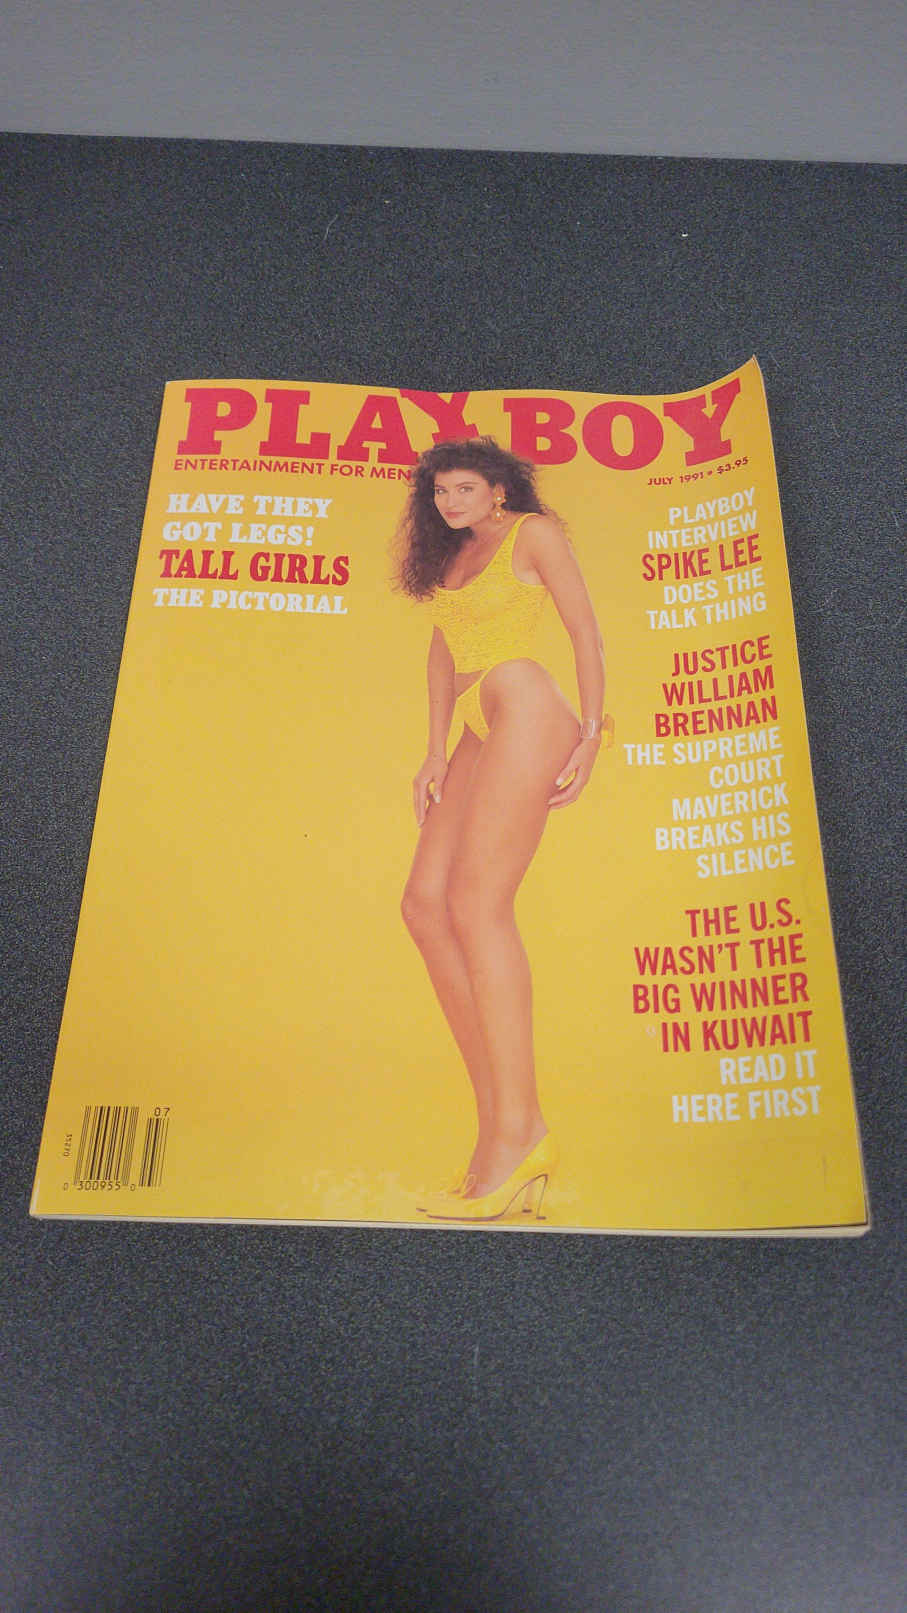 PLAYBOY
ENTERTAINMENT FOR MEN
JULY 1991 • $3.95
HAVE THEY
GOT LEGS!
TALL GIRLS
THE PICTORIAL
PLAYBOY
INTERVIEW
SPIKE LEE
DOES THE
TALK THING
JUSTICE
WILLIAM
BRENNAN
THE SUPREME
COURT
MAVERICK
BREAKS HIS
SILENCE
THE U.S.
WASN'T THE
BIG WINNER
IN KUWAIT
READ IT
HERE FIRST
07
0 300955 0